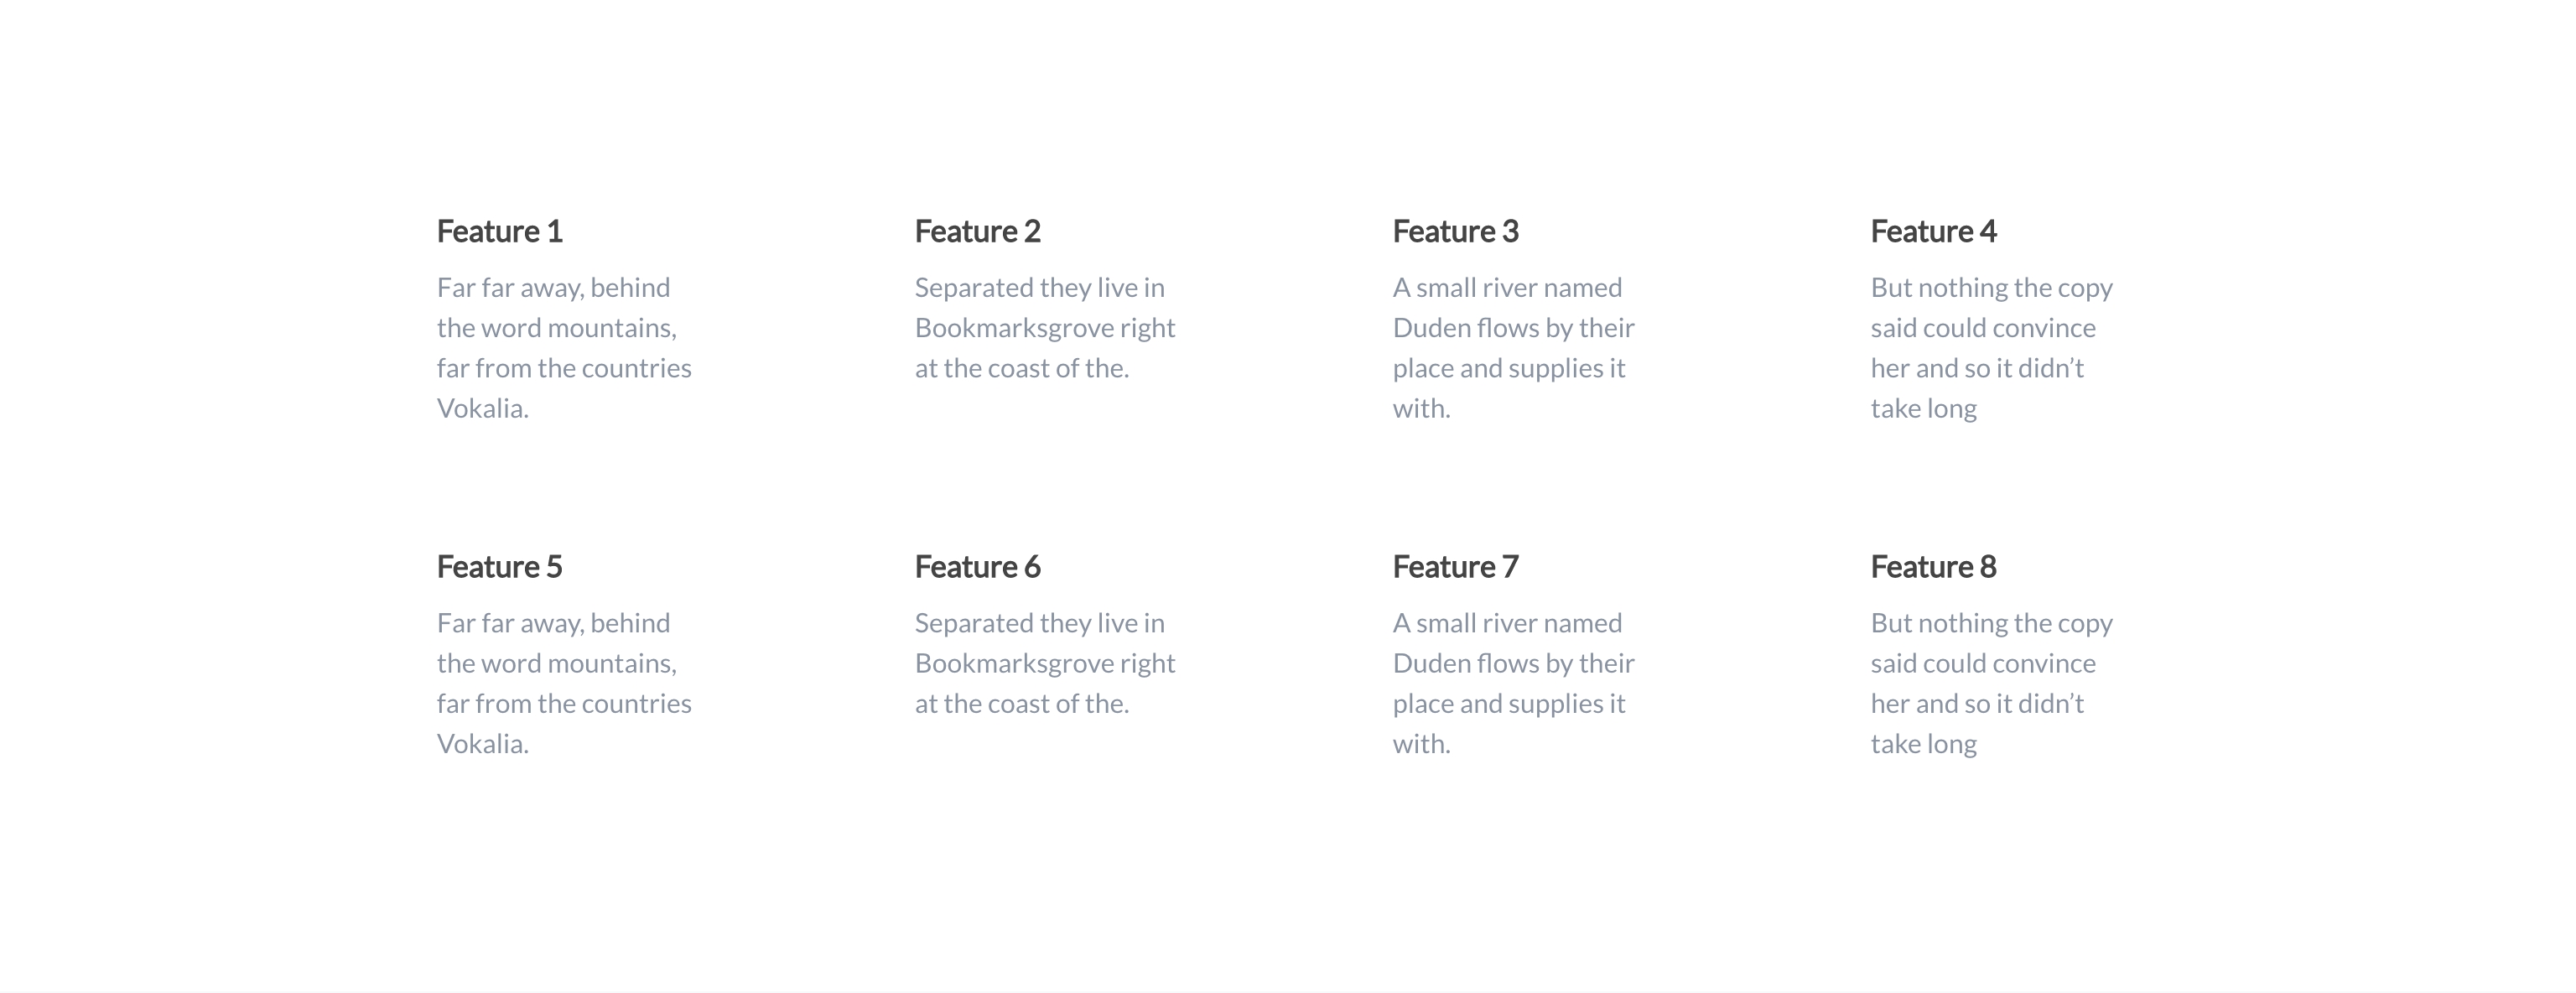 Feature 1
Far far away, behind
the word mountains,
far from the countries
Vokalia.
Feature 2
Separated they live in
Bookmarksgrove right
at the coast of the.
Feature 3
A small river named
Duden flows by their
place and supplies it
with.
Feature 4
But nothing the copy
said could convince
her and so it didn’t
take long
Feature 5
Far far away, behind
the word mountains,
far from the countries
Vokalia.
Feature 6
Separated they live in
Bookmarksgrove right
at the coast of the.
Feature 7
A small river named
Duden flows by their
place and supplies it
with.
Feature 8
But nothing the copy
said could convince
her and so it didn’t
take long